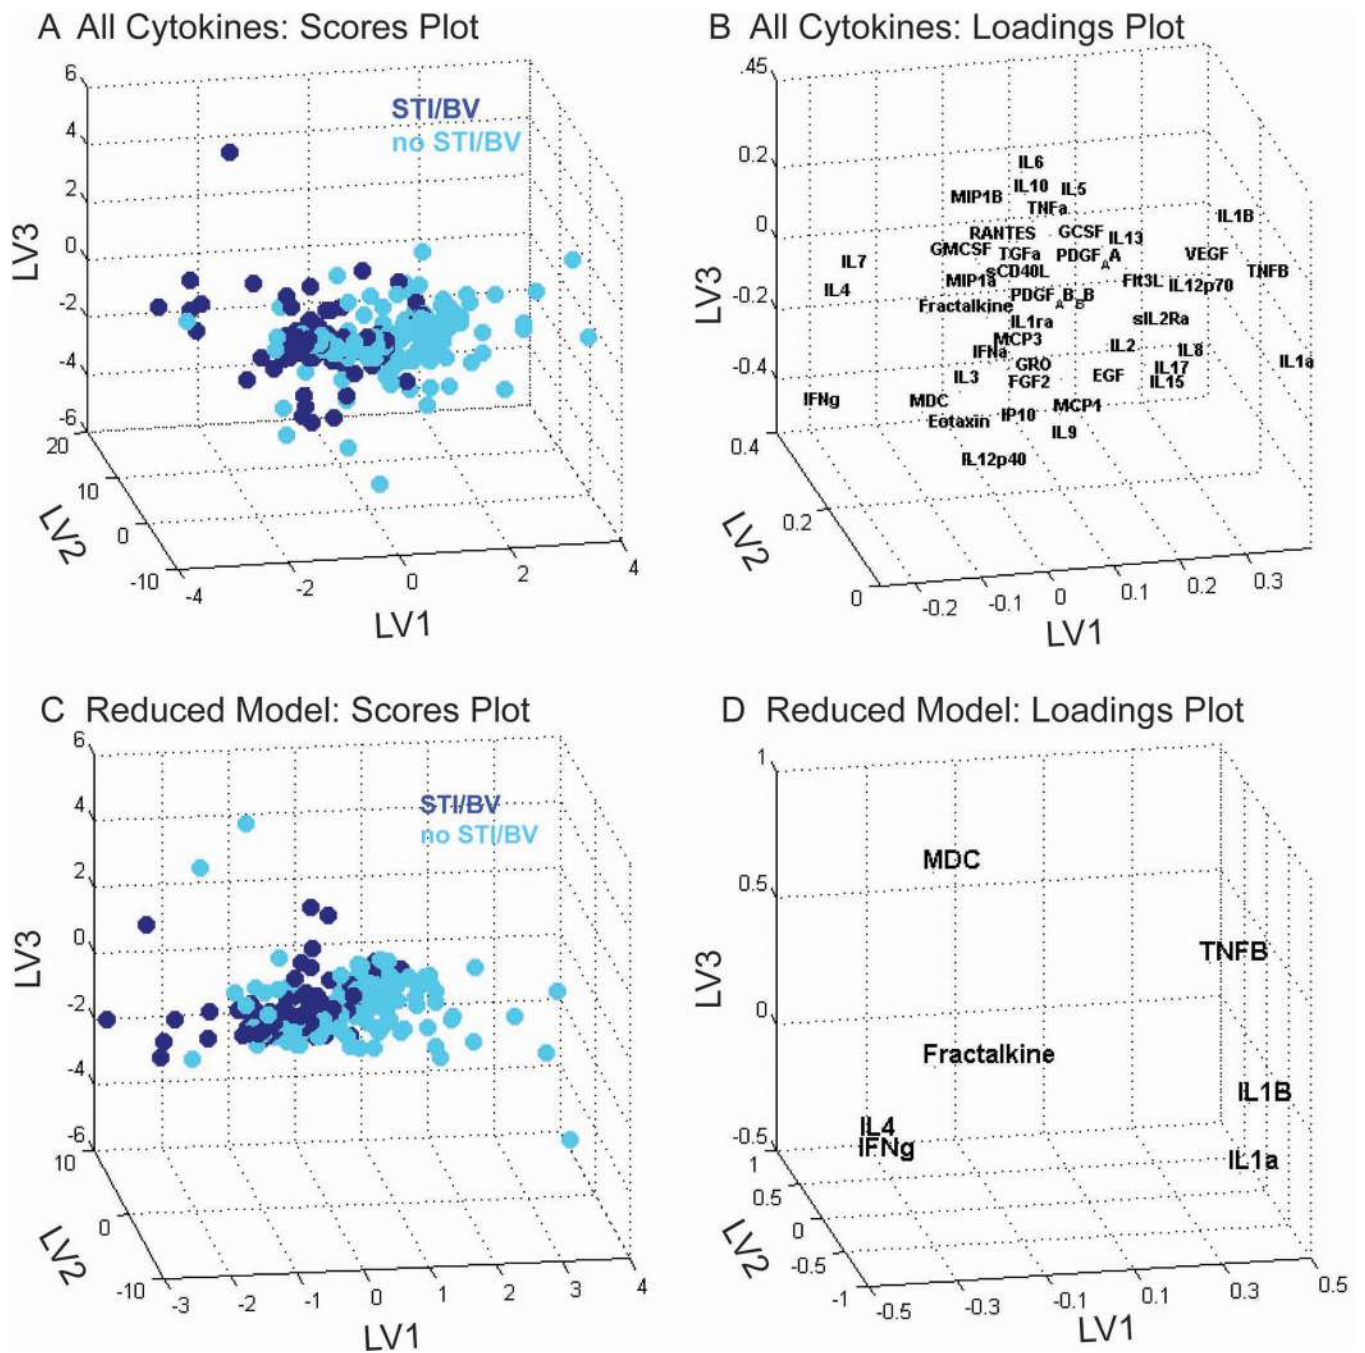 A All Cytokines: Scores Plot
6
4
2
0
-2
-4
-6
20
10
0
-10
-4
-2
0
2
4
LV3
LV2
LV1
STI/BV
no STI/BV
B All Cytokines: Loadings Plot
.45
0.2
0
-0.2
-0.4
0.4
0.2
0
-0.2
-0.1
0
0.1
0.2
0.3
LV3
LV2
LV1
IL6
IL10
IL5
MIP1B
TNFa
IL1B
RANTES
GCSF
IL13
GMCSF
TGFa
PDGF_A_A
VEGF
IL7
sCD40L
TNFB
MIP1a
Flt3L
IL12p70
IL4
PDGF_B_B
Fractalkine
IL1ra
sIL2Ra
MCP3
IFNa
IL2
IL8
GRO
IL17
IL1a
IL3
FGF2
EGF
IL15
IFNg
MDC
MCP1
Eotaxin
IP10
IL9
IL12p40
C Reduced Model: Scores Plot
6
4
2
0
-2
-4
-6
10
0
-10
-3
-2
-1
0
1
2
3
4
LV3
LV2
LV1
STI/BV
no STI/BV
D Reduced Model: Loadings Plot
1
0.5
0
-0.5
1
0.5
0
-0.5
-1
-0.5
-0.3
-0.1
0.1
0.3
0.5
LV3
LV2
LV1
MDC
TNFB
Fractalkine
IL1B
IL4
IFNg
IL1a